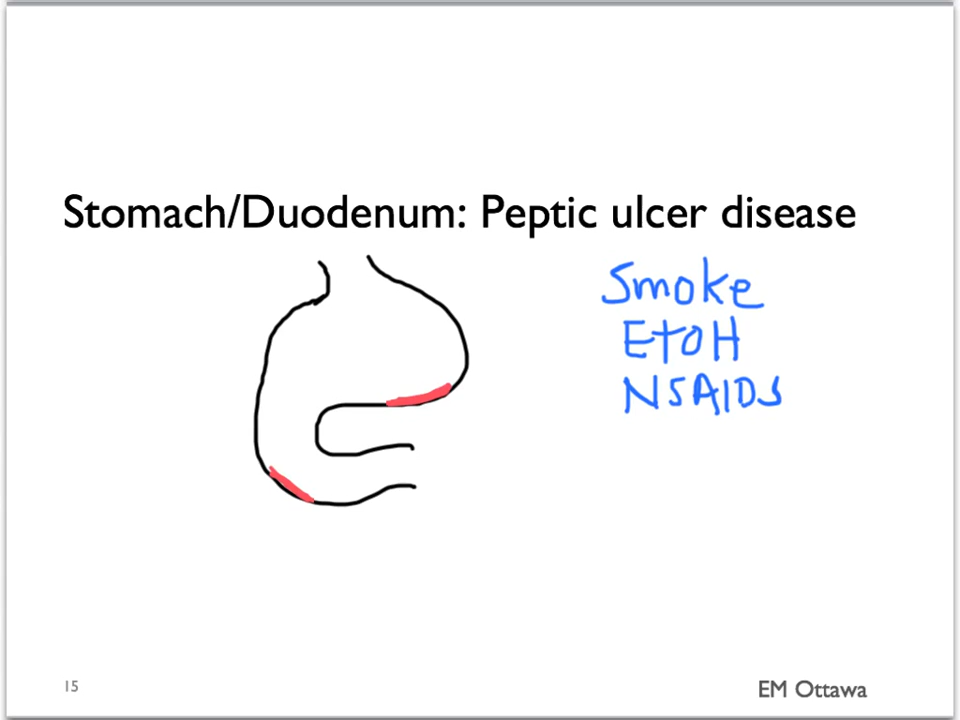 Stomach/Duodenum: Peptic ulcer disease
Smoke
EtOH
NSAIDS
15
EM Ottawa